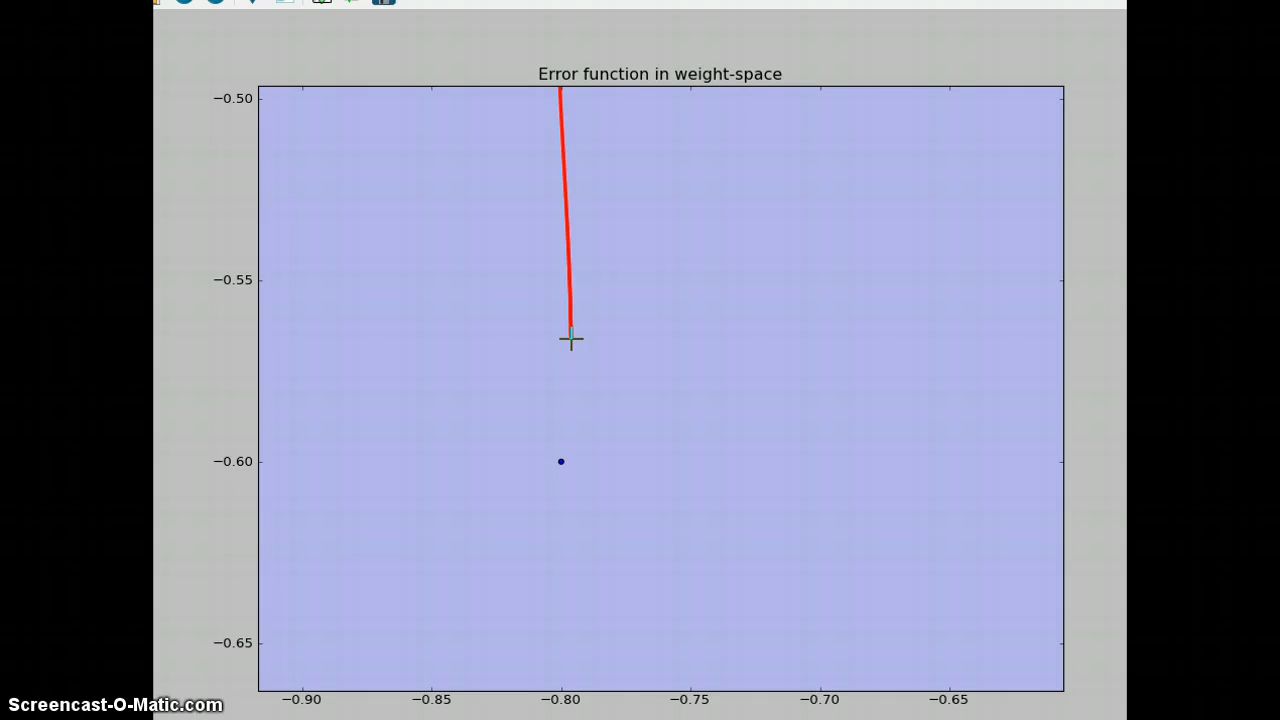 Error function in weight-space
−0.50
−0.55
−0.60
−0.65
−0.90 −0.85 −0.80 −0.75 −0.70 −0.65
Screencast-O-Matic.com